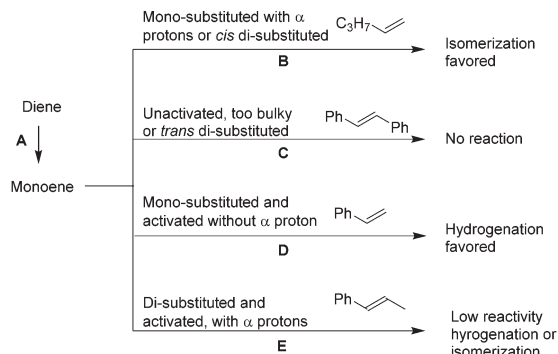 Mono-substituted with α
protons or cis di-substituted
C3H7
B
Isomerization
favored
Diene
A
Monoene
Unactivated, too bulky
or trans di-substituted
Ph
Ph
C
No reaction
Mono-substituted and
activated without α proton
Ph
D
Hydrogenation
favored
Di-substituted and
activated, with α protons
Ph
E
Low reactivity
hyrogenation or
isomerization